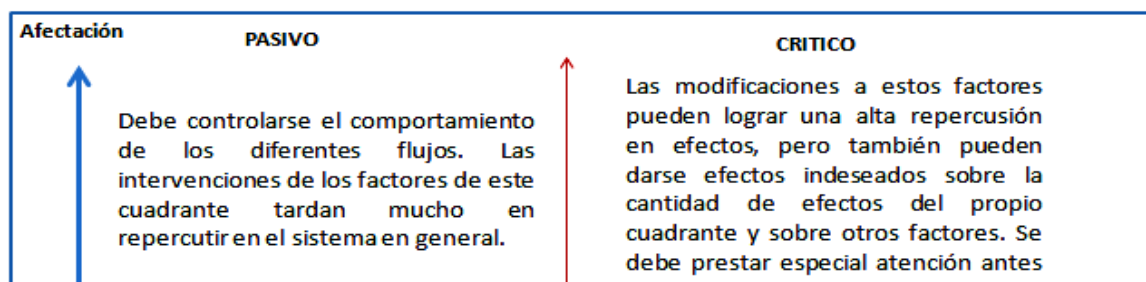 Afectación
PASIVO
CRITICO
Debe controlarse el comportamiento
de los diferentes flujos. Las
intervenciones de los factores de este
cuadrante tardan mucho en
repercutir en el sistema en general.
Las modificaciones a estos factores
pueden lograr una alta repercusión
en efectos, pero también pueden
darse efectos indeseados sobre la
cantidad de efectos del propio
cuadrante y sobre otros factores. Se
debe prestar especial atención antes